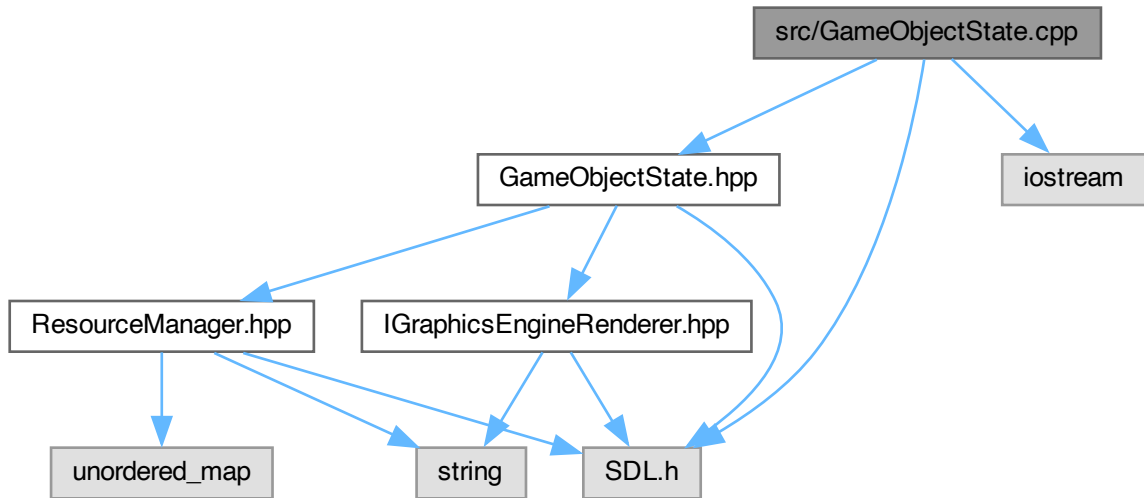 src/GameObjectState.cpp
GameObjectState.hpp
iostream
ResourceManager.hpp
IGraphicsEngineRenderer.hpp
unordered_map
string
SDL.h